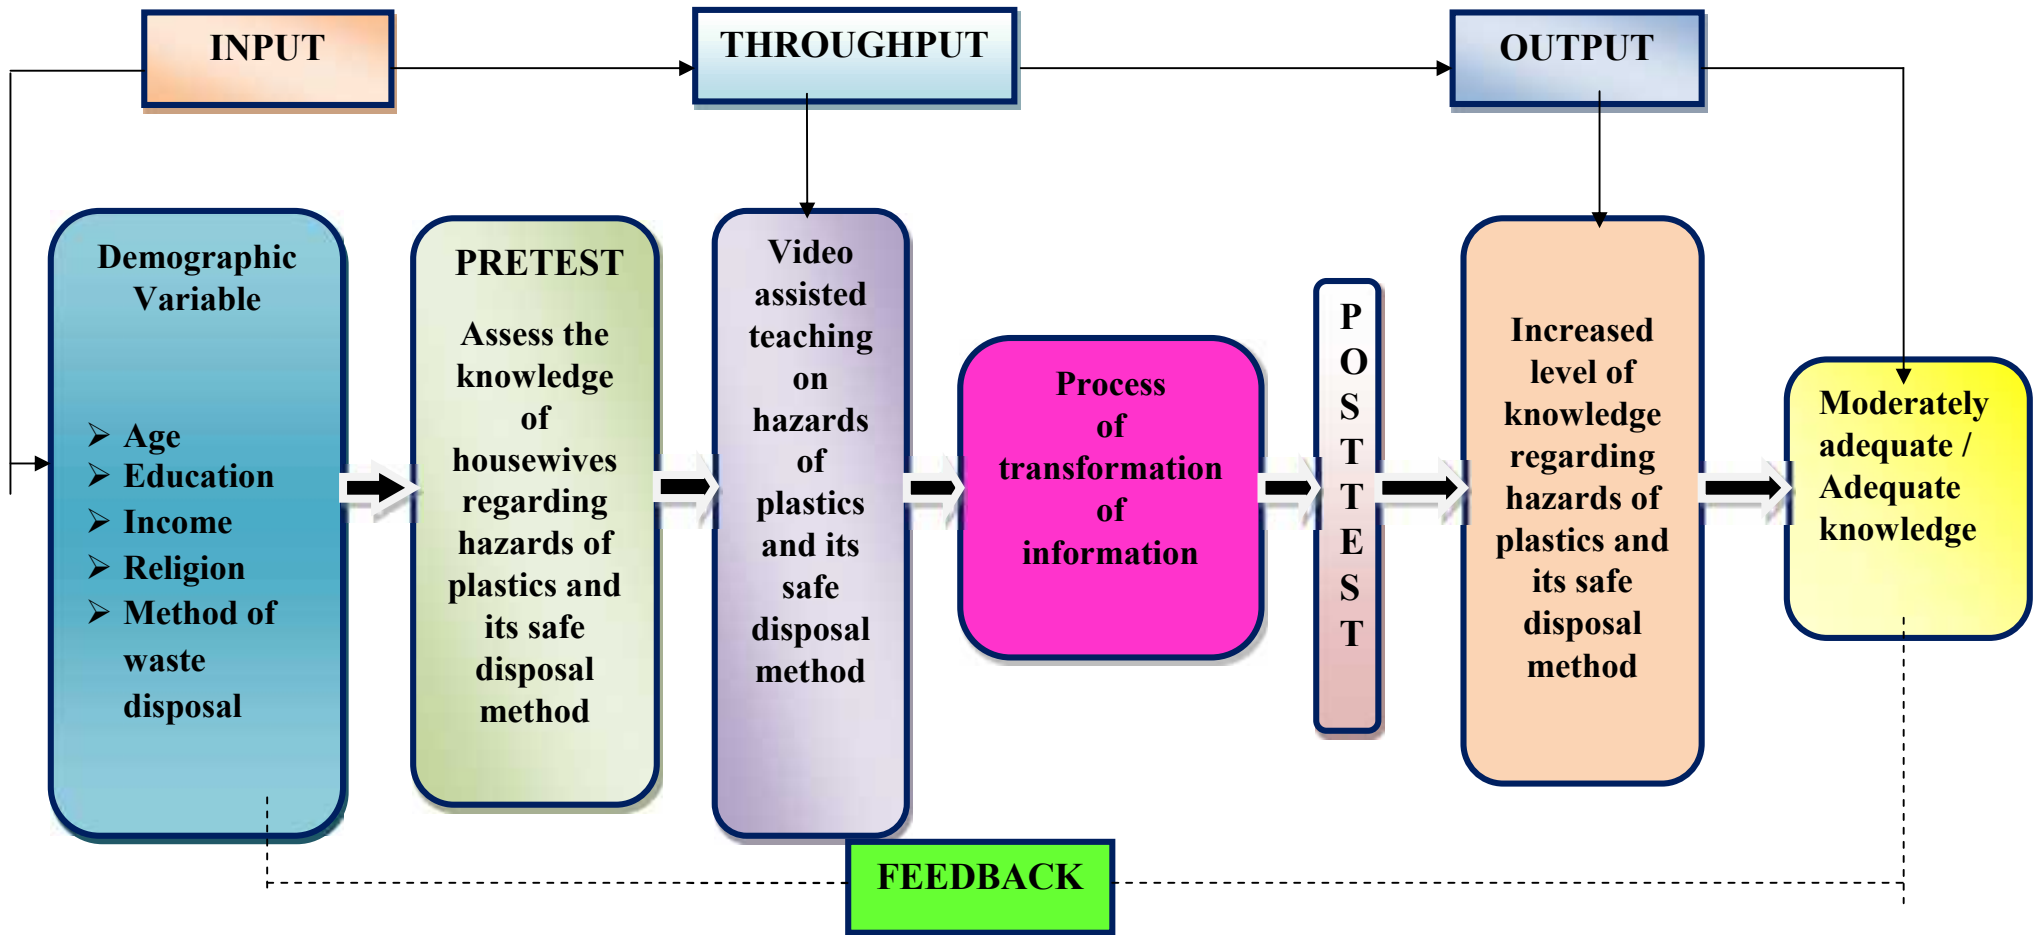 INPUT
THROUGHPUT
OUTPUT
Demographic
Variable
➢ Age
➢ Education
➢ Income
➢ Religion
➢ Method of
waste
disposal
PRETEST
Assess the
knowledge
of
housewives
regarding
hazards of
plastics and
its safe
disposal
method
Video
assisted
teaching
on
hazards
of
plastics
and its
safe
disposal
method
Process
of
transformation
of
information
P
O
S
T
T
E
S
T
Increased
level of
knowledge
regarding
hazards of
plastics and
its safe
disposal
method
Moderately
adequate /
Adequate
knowledge
FEEDBACK